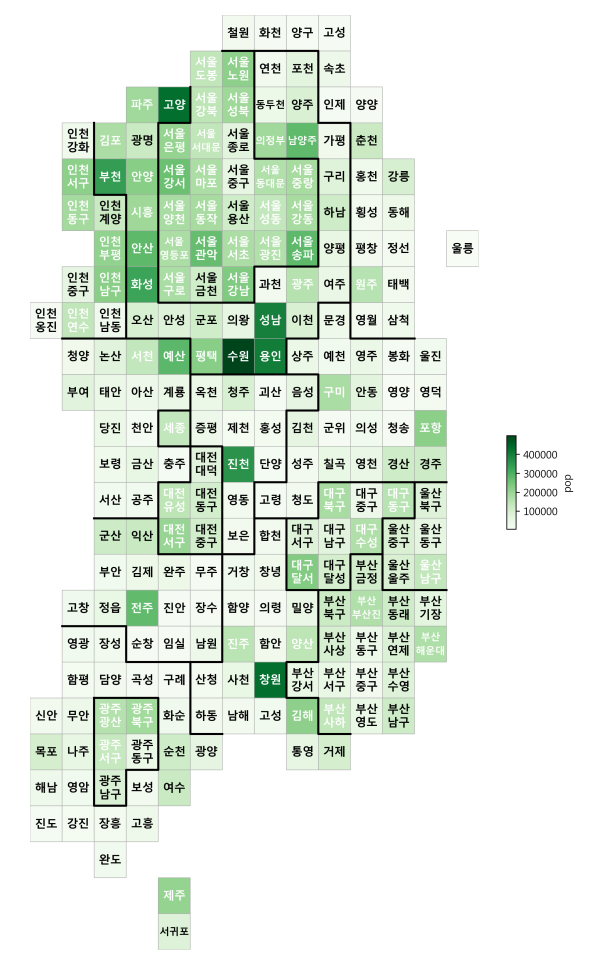 철원 화천 양구 고성
서울 도봉 서울 노원 연천 포천 속초
파주 고양 서울 강북 서울 성북 동두천 양주 인제 양양
인천 강화 김포 광명 서울 은평 서울 서대문 서울 종로 의정부 남양주 가평 춘천
인천 서구 부천 안양 서울 강서 서울 마포 서울 중구 서울 동대문 서울 중랑 구리 홍천 강릉
인천 동구 인천 계양 시흥 서울 양천 서울 동작 서울 용산 서울 성동 서울 강동 하남 횡성 동해
인천 부평 안산 서울 영등포 서울 관악 서울 서초 서울 광진 서울 송파 양평 평창 정선 울릉
인천 중구 인천 남구 화성 서울 구로 서울 금천 서울 강남 과천 광주 여주 원주 태백
인천 옹진 인천 연수 인천 남동 오산 안성 군포 의왕 성남 이천 문경 영월 삼척
청양 논산 서천 예산 평택 수원 용인 상주 예천 영주 봉화 울진
부여 태안 아산 계룡 옥천 청주 괴산 음성 구미 안동 영양 영덕
당진 천안 세종 증평 제천 홍성 김천 군위 의성 청송 포항
보령 금산 충주 대전 대덕 진천 단양 성주 칠곡 영천 경산 경주
서산 공주 대전 유성 대전 동구 영동 고령 청도 대구 북구 대구 중구 대구 동구 울산 북구
군산 익산 대전 서구 대전 중구 보은 합천 대구 서구 대구 남구 대구 수성 울산 중구 울산 동구
부안 김제 완주 무주 거창 창녕 대구 달서 대구 달성 부산 금정 울산 울주 울산 남구
고창 정읍 전주 진안 장수 함양 의령 밀양 부산 북구 부산 부산진 부산 동래 부산 기장
영광 장성 순창 임실 남원 진주 함안 양산 부산 사상 부산 동구 부산 연제 부산 해운대
함평 담양 곡성 구례 산청 사천 창원 부산 강서 부산 서구 부산 중구 부산 수영
신안 무안 광주 광산 광주 북구 화순 하동 남해 고성 김해 부산 사하 부산 영도 부산 남구
목포 나주 광주 서구 광주 동구 순천 광양 통영 거제
해남 영암 광주 남구 보성 여수
진도 강진 장흥 고흥
완도
제주
서귀포
400000
300000
200000
100000
pop